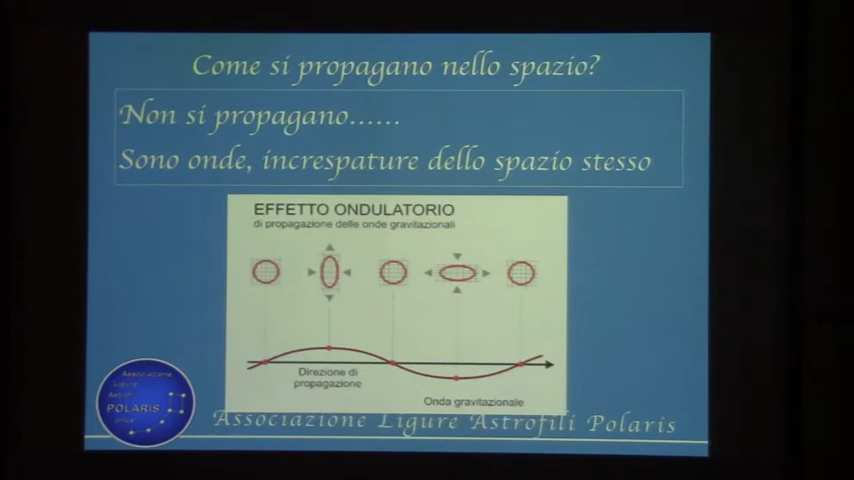 Come si propagano nello spazio?
Non si propagano......
Sono onde, increspature dello spazio stesso
EFFETTO ONDULATORIO
di propagazione delle onde gravitazionali
Direzione di
propagazione
Onda gravitazionale
Associazione
Ligure
Astrofili
POLARIS
Associazione Ligure Astrofili Polaris